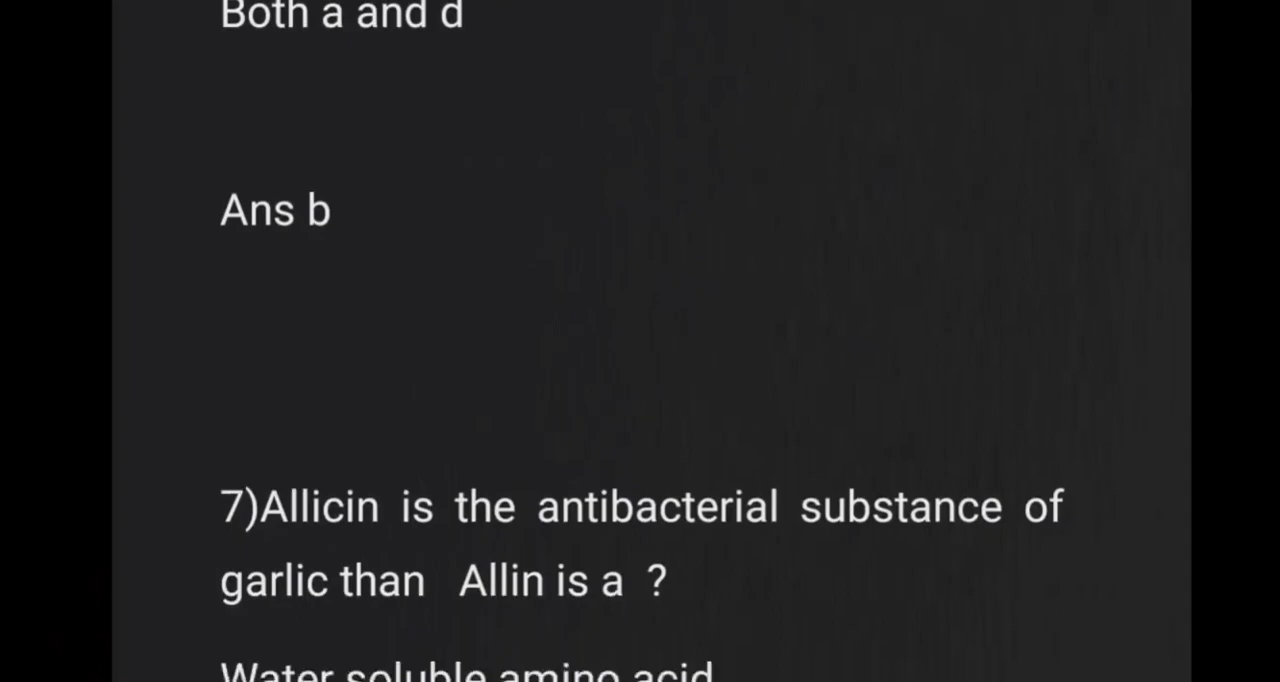 Both a and d
Ans b
7)Allicin is the antibacterial substance of
garlic than Allin is a ?
Water soluble amino acid